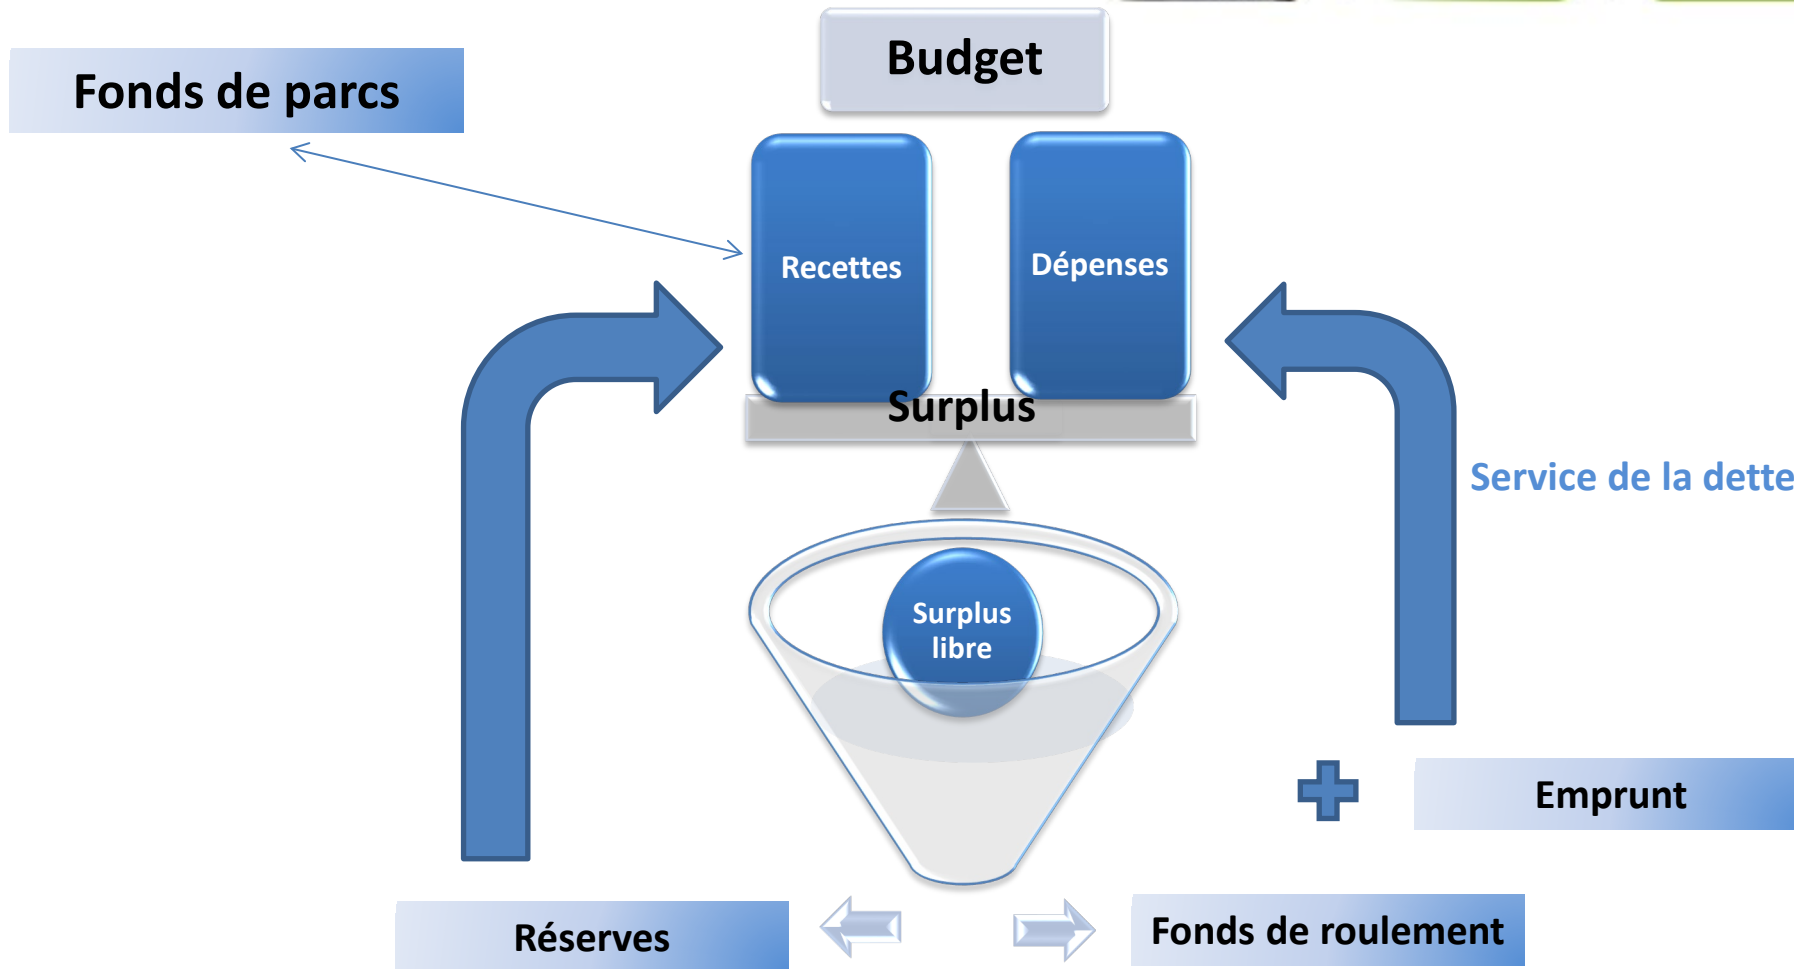 Budget
Fonds de parcs
Recettes
Dépenses
Surplus
Service de la dette
Surplus
libre
Emprunt
Réserves
Fonds de roulement